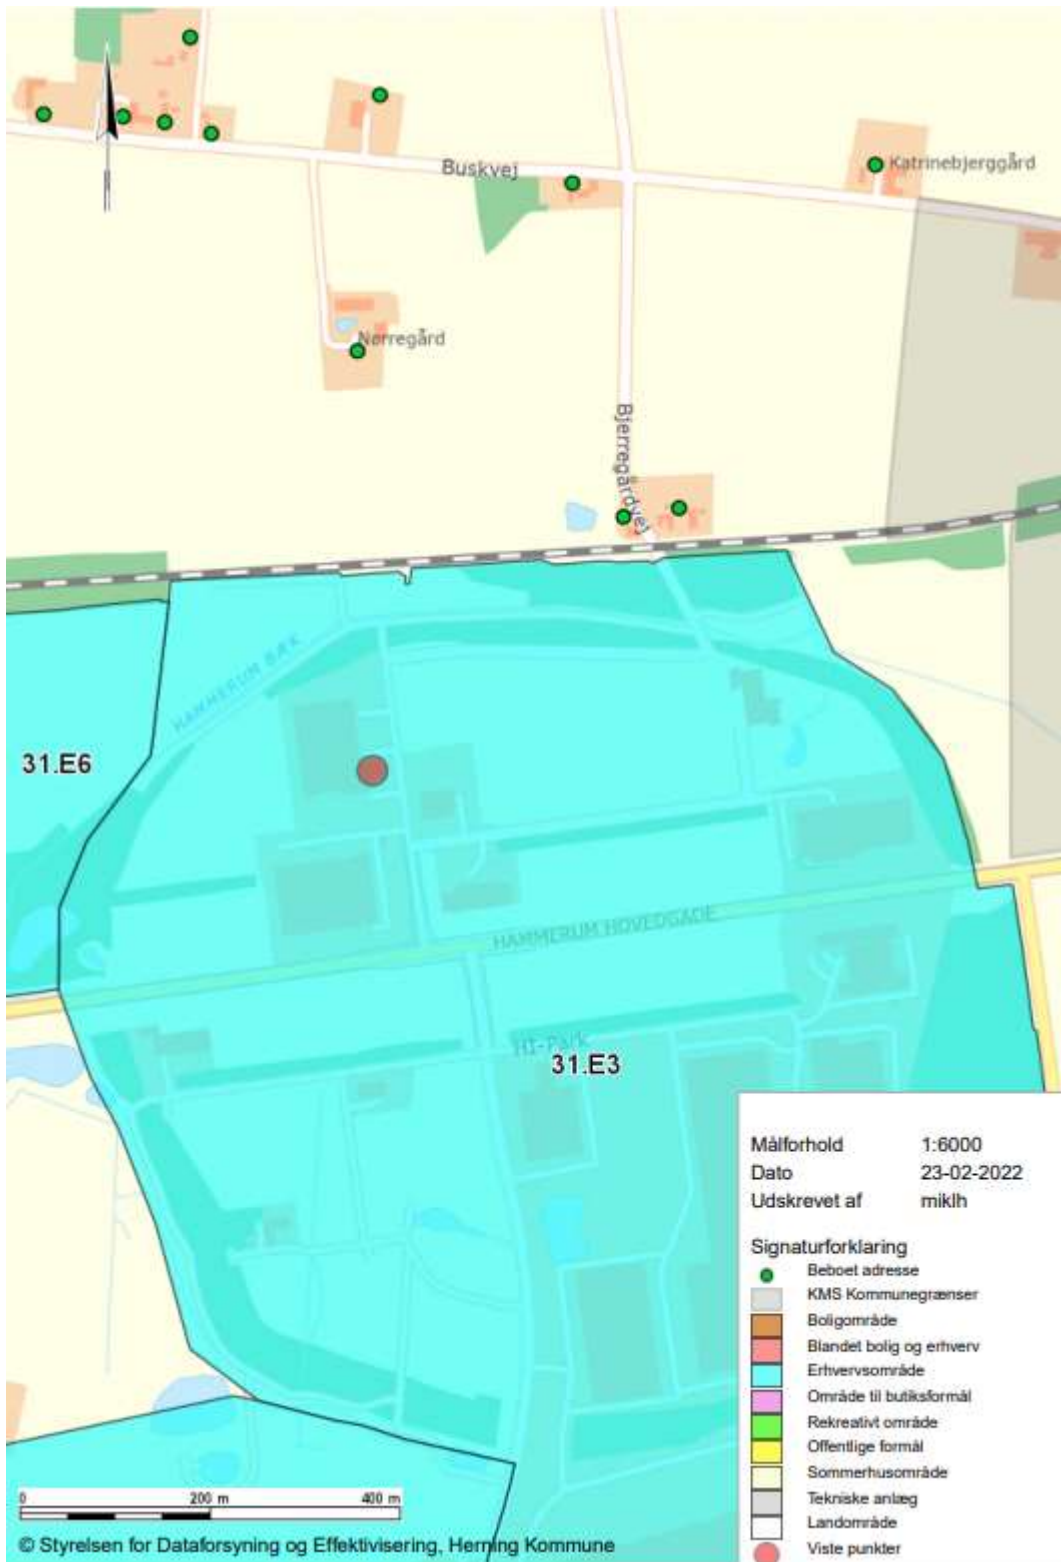 Buskvej
Katrinebjerggård
Nørregård
Bjerregårdvej
HAMMERUM BÆK
31.E6
HAMMERUM HOVEDGADE
HI-Park
31.E3
Målforhold 1:6000
Dato 23-02-2022
Udskrevet af miklh
Signaturforklaring
Beboet adresse
KMS Kommunegrænser
Boligområde
Blandet bolig og erhverv
Erhvervsområde
Område til butiksformål
Rekreativt område
Offentlige formål
Sommerhusområde
Tekniske anlæg
Landområde
Viste punkter
0 200 m 400 m
© Styrelsen for Dataforsyning og Effektivisering, Herning Kommune